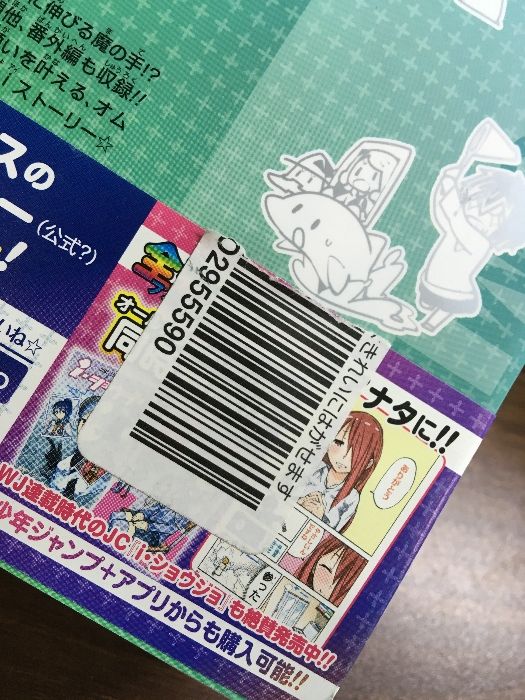 に伸びる魔の手!?
他、番外編も収録!!
いを叶える、オム
ストーリー☆
スの
ー
(公式?)
!
いね☆
02955590
きれいにはがせます
ナタに!!
ありがとう
った
WJ連載時代のJC『i・ショウジョ』も絶賛発売中!!
少年ジャンプ+アプリからも購入可能!!